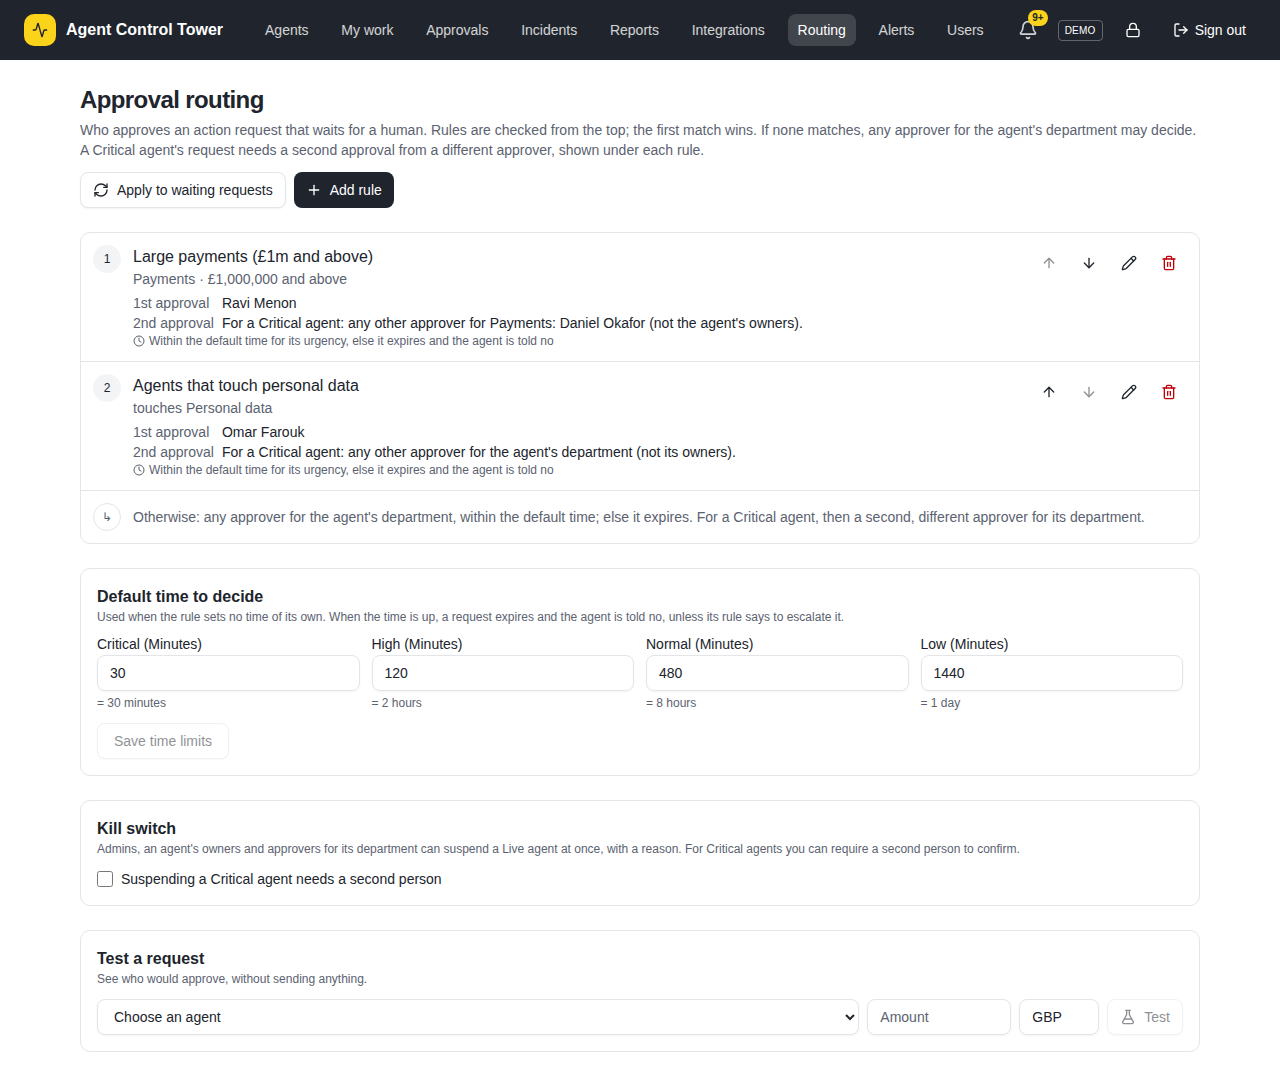 Agent Control Tower
Agents
My work
Approvals
Incidents
Reports
Integrations
Routing
Alerts
Users
9+
DEMO
Sign out
Approval routing
Who approves an action request that waits for a human. Rules are checked from the top; the first match wins. If none matches, any approver for the agent's department may decide.
A Critical agent's request needs a second approval from a different approver, shown under each rule.
Apply to waiting requests
Add rule
1
Large payments (£1m and above)
Payments · £1,000,000 and above
1st approval Ravi Menon
2nd approval For a Critical agent: any other approver for Payments: Daniel Okafor (not the agent's owners).
Within the default time for its urgency, else it expires and the agent is told no
2
Agents that touch personal data
touches Personal data
1st approval Omar Farouk
2nd approval For a Critical agent: any other approver for the agent's department (not its owners).
Within the default time for its urgency, else it expires and the agent is told no
↳ Otherwise: any approver for the agent's department, within the default time; else it expires. For a Critical agent, then a second, different approver for its department.
Default time to decide
Used when the rule sets no time of its own. When the time is up, a request expires and the agent is told no, unless its rule says to escalate it.
Critical (Minutes)
High (Minutes)
Normal (Minutes)
Low (Minutes)
30
120
480
1440
= 30 minutes
= 2 hours
= 8 hours
= 1 day
Save time limits
Kill switch
Admins, an agent's owners and approvers for its department can suspend a Live agent at once, with a reason. For Critical agents you can require a second person to confirm.
Suspending a Critical agent needs a second person
Test a request
See who would approve, without sending anything.
Choose an agent
Amount
GBP
Test